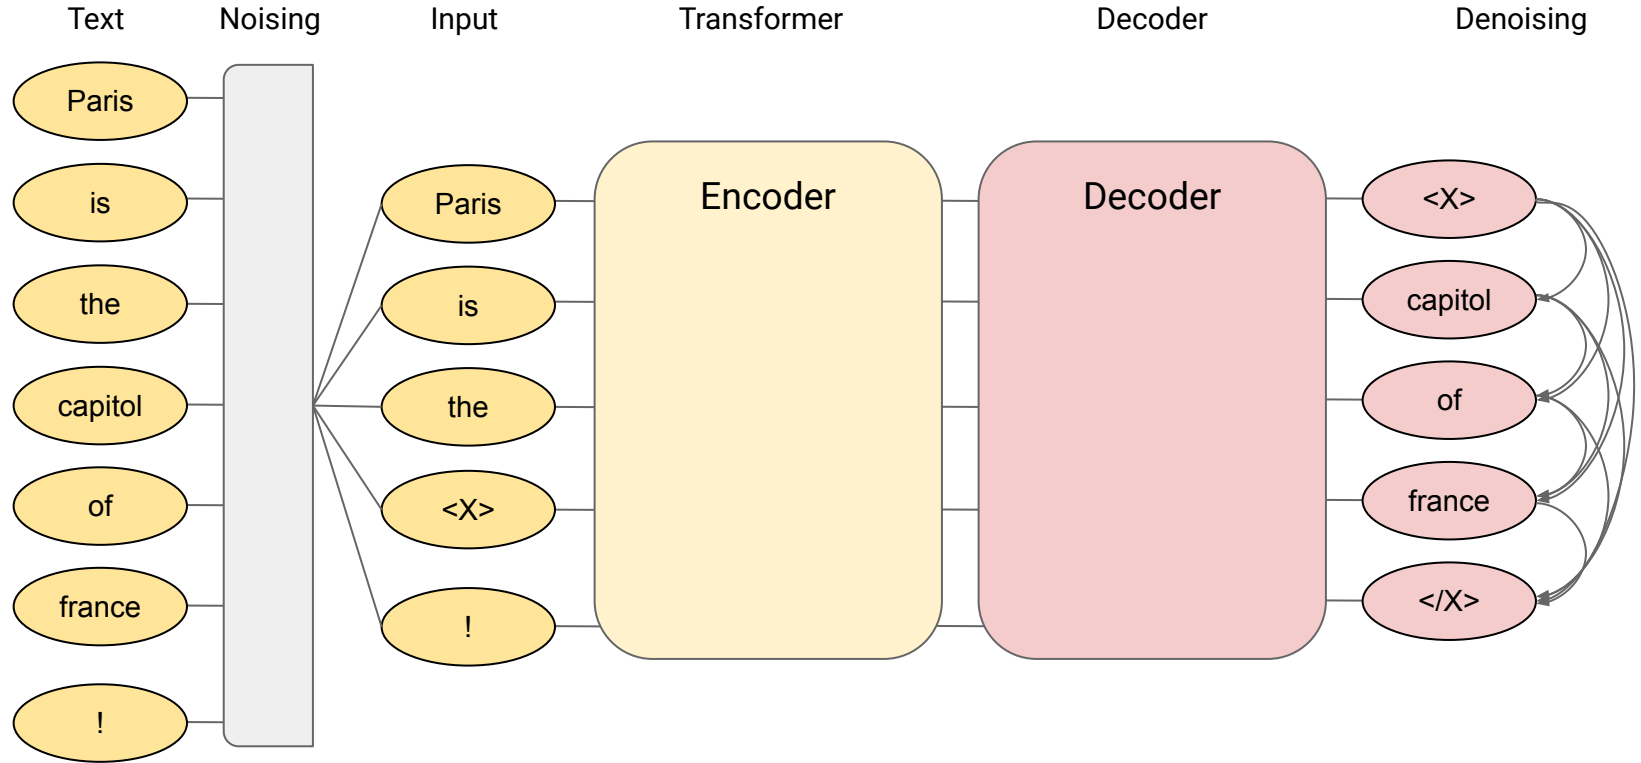 Text Noising Input Transformer Decoder Denoising
Paris
is
the
capitol
of
france
!
Paris
is
the
<X>
!
Encoder
Decoder
<X>
capitol
of
france
</X>